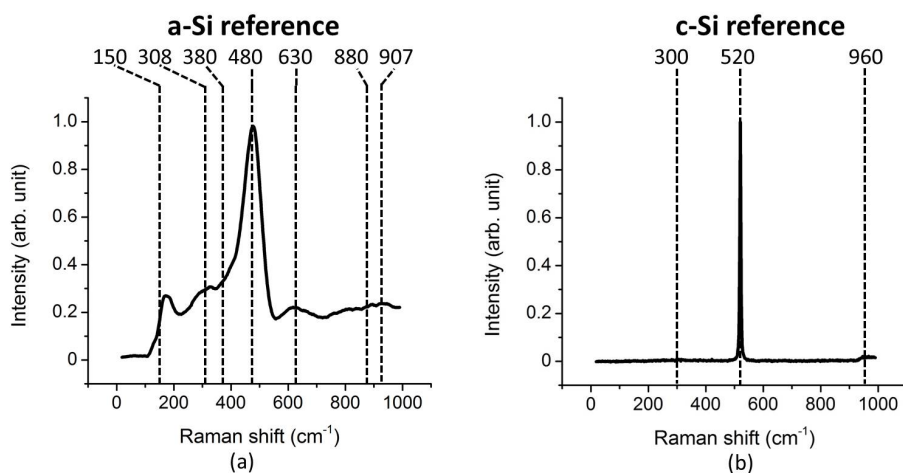 a-Si reference
150 308 380 480 630 880 907
1.0
0.8
0.6
0.4
0.2
0
Intensity (arb. unit)
0 200 400 600 800 1000
Raman shift (cm⁻¹)
(a)
c-Si reference
300 520 960
1.0
0.8
0.6
0.4
0.2
0
Intensity (arb. unit)
0 200 400 600 800 1000
Raman shift (cm⁻¹)
(b)